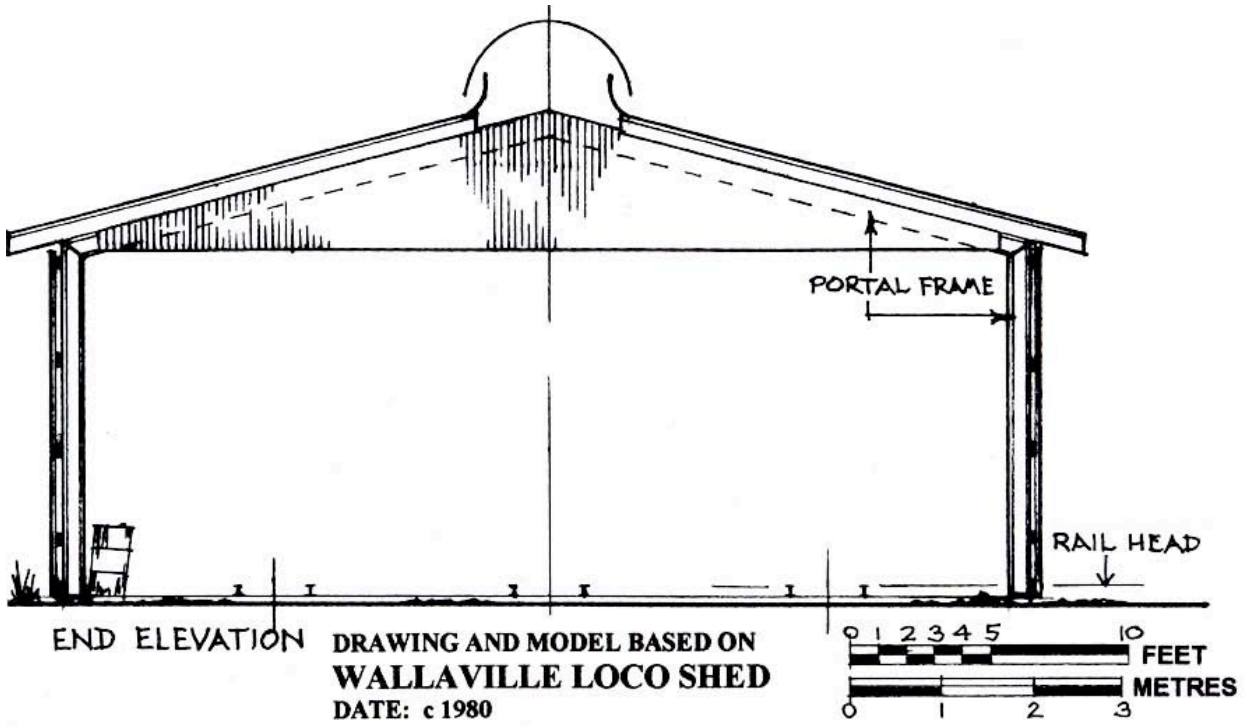 PORTAL FRAME
RAIL HEAD
END ELEVATION
DRAWING AND MODEL BASED ON
WALLAVILLE LOCO SHED
DATE: c 1980
0 1 2 3 4 5 10
FEET
METRES
0 1 2 3